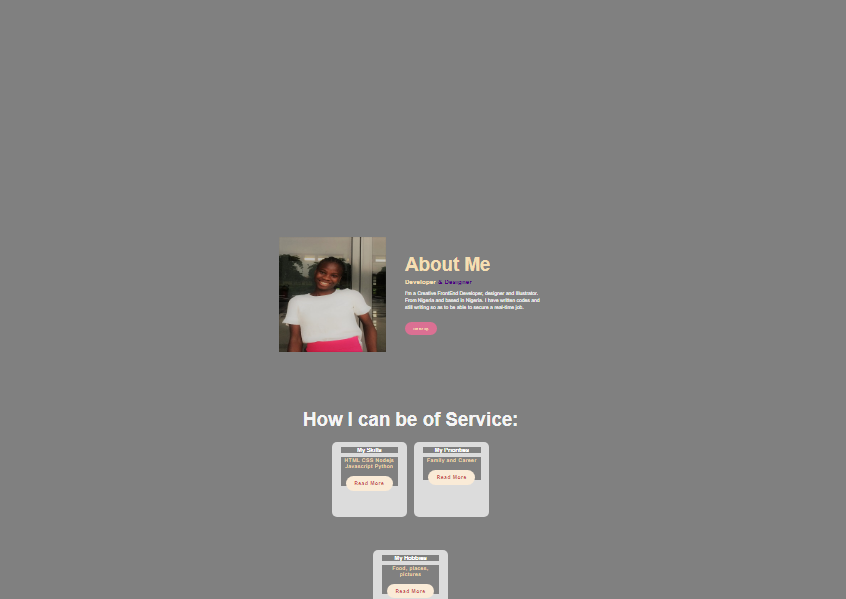 About Me
Developer & Designer
I'm a Creative FrontEnd Developer, designer and Illustrator.
From Nigeria and based in Nigeria. I have written codes and
still writing so as to be able to secure a real-time job.
How I can be of Service:
My Skills
HTML CSS Nodejs
Javascript Python
Read More
My Priorities
Family and Career
Read More
My Hobbies
Food, places,
pictures
Read More